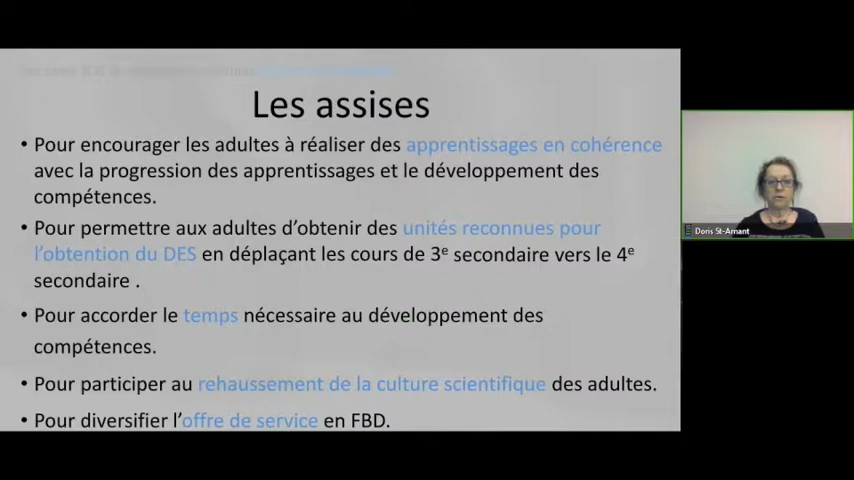 Les assises
• Pour encourager les adultes à réaliser des apprentissages en cohérence
avec la progression des apprentissages et le développement des
compétences.
• Pour permettre aux adultes d'obtenir des unités reconnues pour
l'obtention du DES en déplaçant les cours de 3e secondaire vers le 4e
secondaire .
• Pour accorder le temps nécessaire au développement des
compétences.
• Pour participer au rehaussement de la culture scientifique des adultes.
• Pour diversifier l'offre de service en FBD.
Doris St-Amant